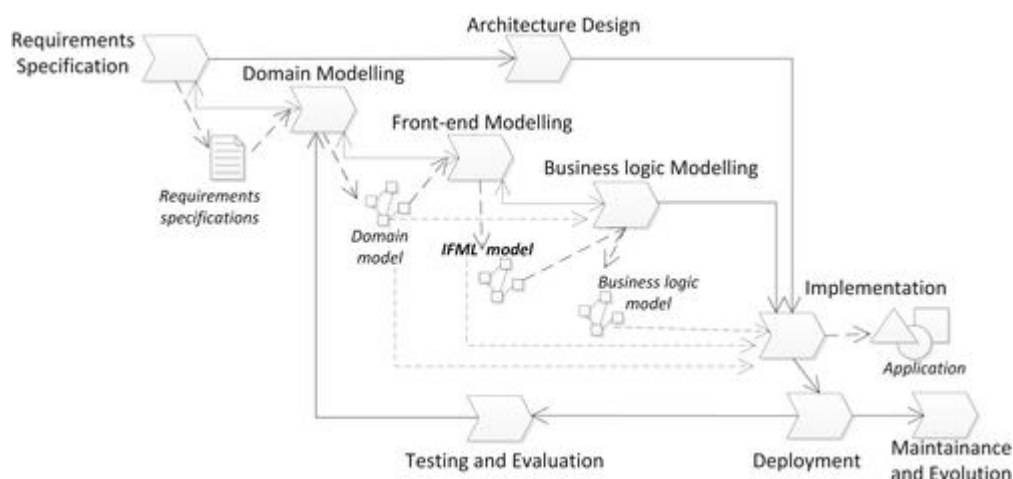 Architecture Design
Requirements
Specification
Domain Modelling
Front-end Modelling
Business logic Modelling
Requirements
specifications
Domain
model
IFML model
Business logic
model
Implementation
Application
Testing and Evaluation
Deployment
Maintainance
and Evolution